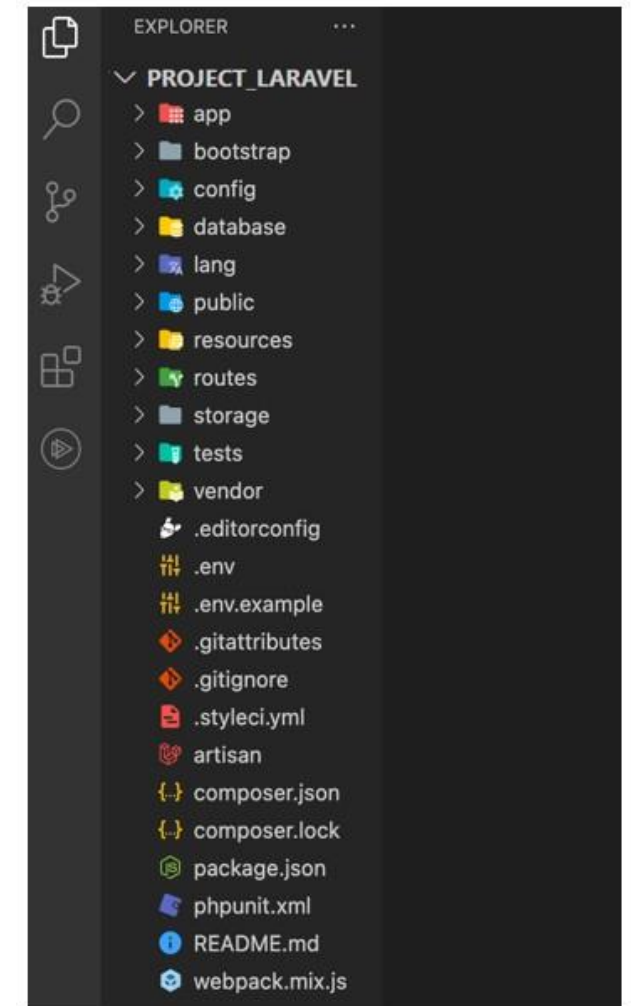 EXPLORER ...
PROJECT_LARAVEL
app
bootstrap
config
database
lang
public
resources
routes
storage
tests
vendor
.editorconfig
.env
.env.example
.gitattributes
.gitignore
.styleci.yml
artisan
composer.json
composer.lock
package.json
phpunit.xml
README.md
webpack.mix.js